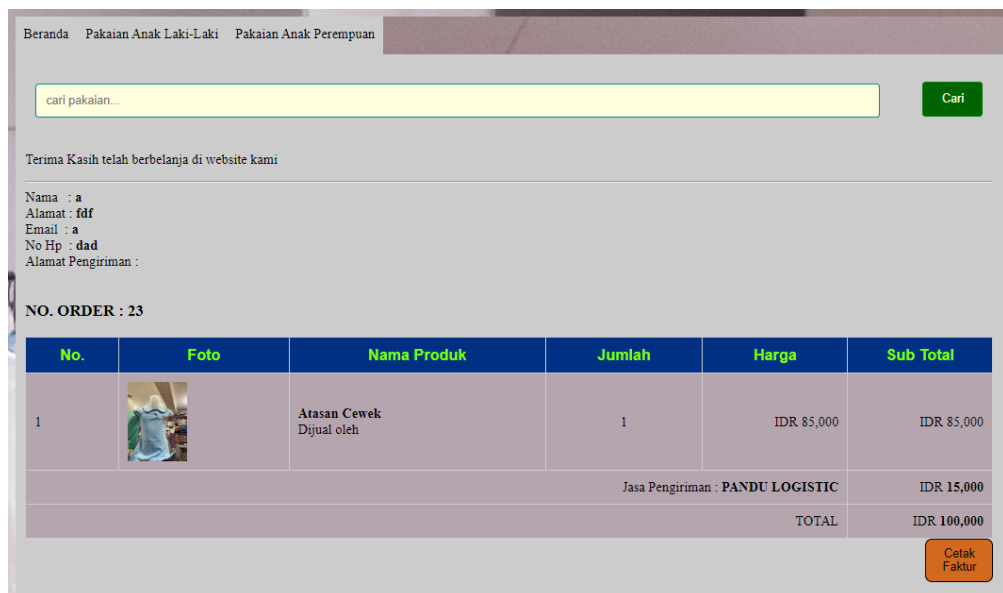 Beranda Pakaian Anak Laki-Laki Pakaian Anak Perempuan
cari pakaian...
Cari
Terima Kasih telah berbelanja di website kami
Nama : a
Alamat : fdf
Email : a
No Hp : dad
Alamat Pengiriman :
NO. ORDER : 23
No. Foto Nama Produk Jumlah Harga Sub Total
1 Atasan Cewek 1 IDR 85,000 IDR 85,000
Dijual oleh
Jasa Pengiriman : PANDU LOGISTIC IDR 15,000
TOTAL IDR 100,000
Cetak
Faktur